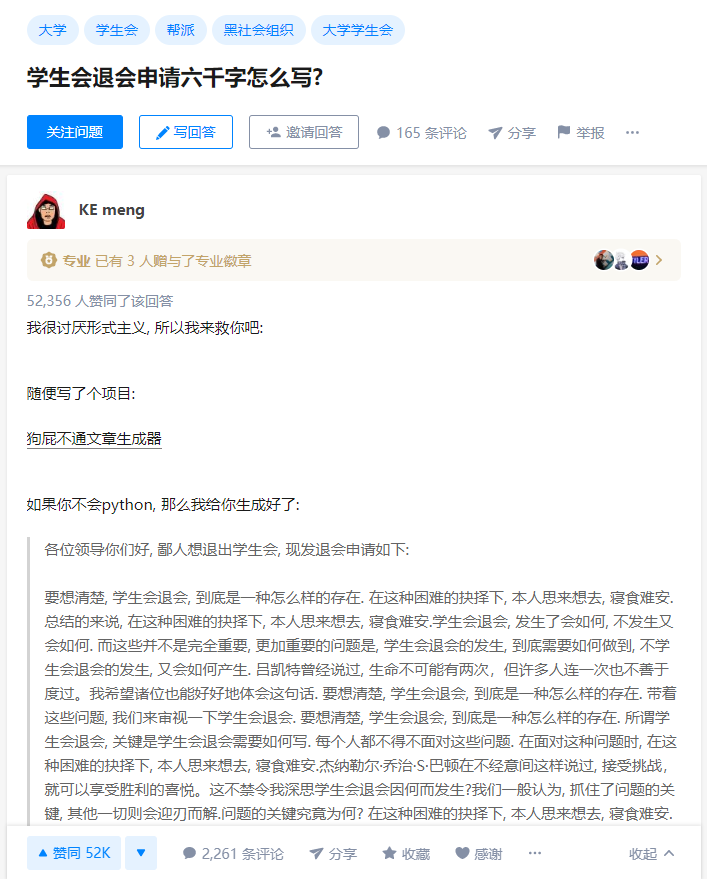 大学 学生会 帮派 黑社会组织 大学学生会
学生会退会申请六千字怎么写?
关注问题 写回答 邀请回答 165 条评论 分享 举报 ···
KE meng
专业 已有 3 人赠与了专业徽章
52,356 人赞同了该回答
我很讨厌形式主义, 所以我来救你吧:
随便写了个项目:
狗屁不通文章生成器
如果你不会python, 那么我给你生成好了:
各位领导你们好, 鄙人想退出学生会, 现发退会申请如下:
要想清楚, 学生会退会, 到底是一种怎么样的存在. 在这种困难的抉择下, 本人思来想去, 寝食难安.
总结的来说, 在这种困难的抉择下, 本人思来想去, 寝食难安.学生会退会, 发生了会如何, 不发生又
会如何. 而这些并不是完全重要, 更加重要的问题是, 学生会退会的发生, 到底需要如何做到, 不学
生会退会的发生, 又会如何产生. 吕凯特曾经说过, 生命不可能有两次，但许多人连一次也不善于
度过。我希望诸位也能好好地体会这句话. 要想清楚, 学生会退会, 到底是一种怎么样的存在. 带着
这些问题, 我们来审视一下学生会退会. 要想清楚, 学生会退会, 到底是一种怎么样的存在. 所谓学
生会退会, 关键是学生会退会需要如何写. 每个人都不得不面对这些问题. 在面对这种问题时, 在这
种困难的抉择下, 本人思来想去, 寝食难安.杰纳勒尔·乔治·S·巴顿在不经意间这样说过, 接受挑战，
就可以享受胜利的喜悦。这不禁令我深思学生会退会因何而发生?我们一般认为, 抓住了问题的关
键, 其他一切则会迎刃而解.问题的关键究竟为何? 在这种困难的抉择下, 本人思来想去, 寝食难安.
赞同 52K 2,261 条评论 分享 收藏 感谢 ··· 收起